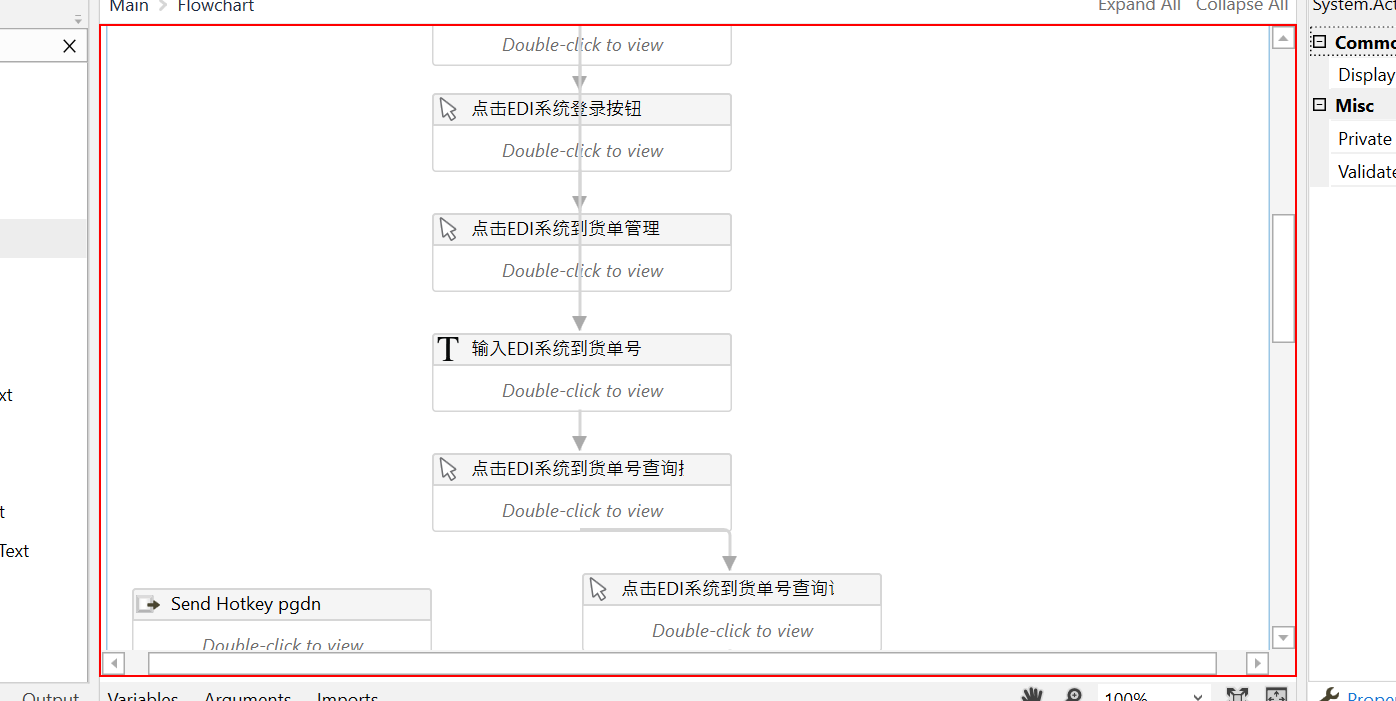 Main > Flowchart
Expand All Collapse All
System.Act
Commo
Display
Misc
Private
Validate
Double-click to view
点击EDI系统登录按钮
Double-click to view
点击EDI系统到货单管理
Double-click to view
T 输入EDI系统到货单号
Double-click to view
xt
点击EDI系统到货单号查询
Double-click to view
t
Text
点击EDI系统到货单号查询
Double-click to view
Send Hotkey pgdn
Double-click to view
Output
Variables Arguments Imports
100%
Proper